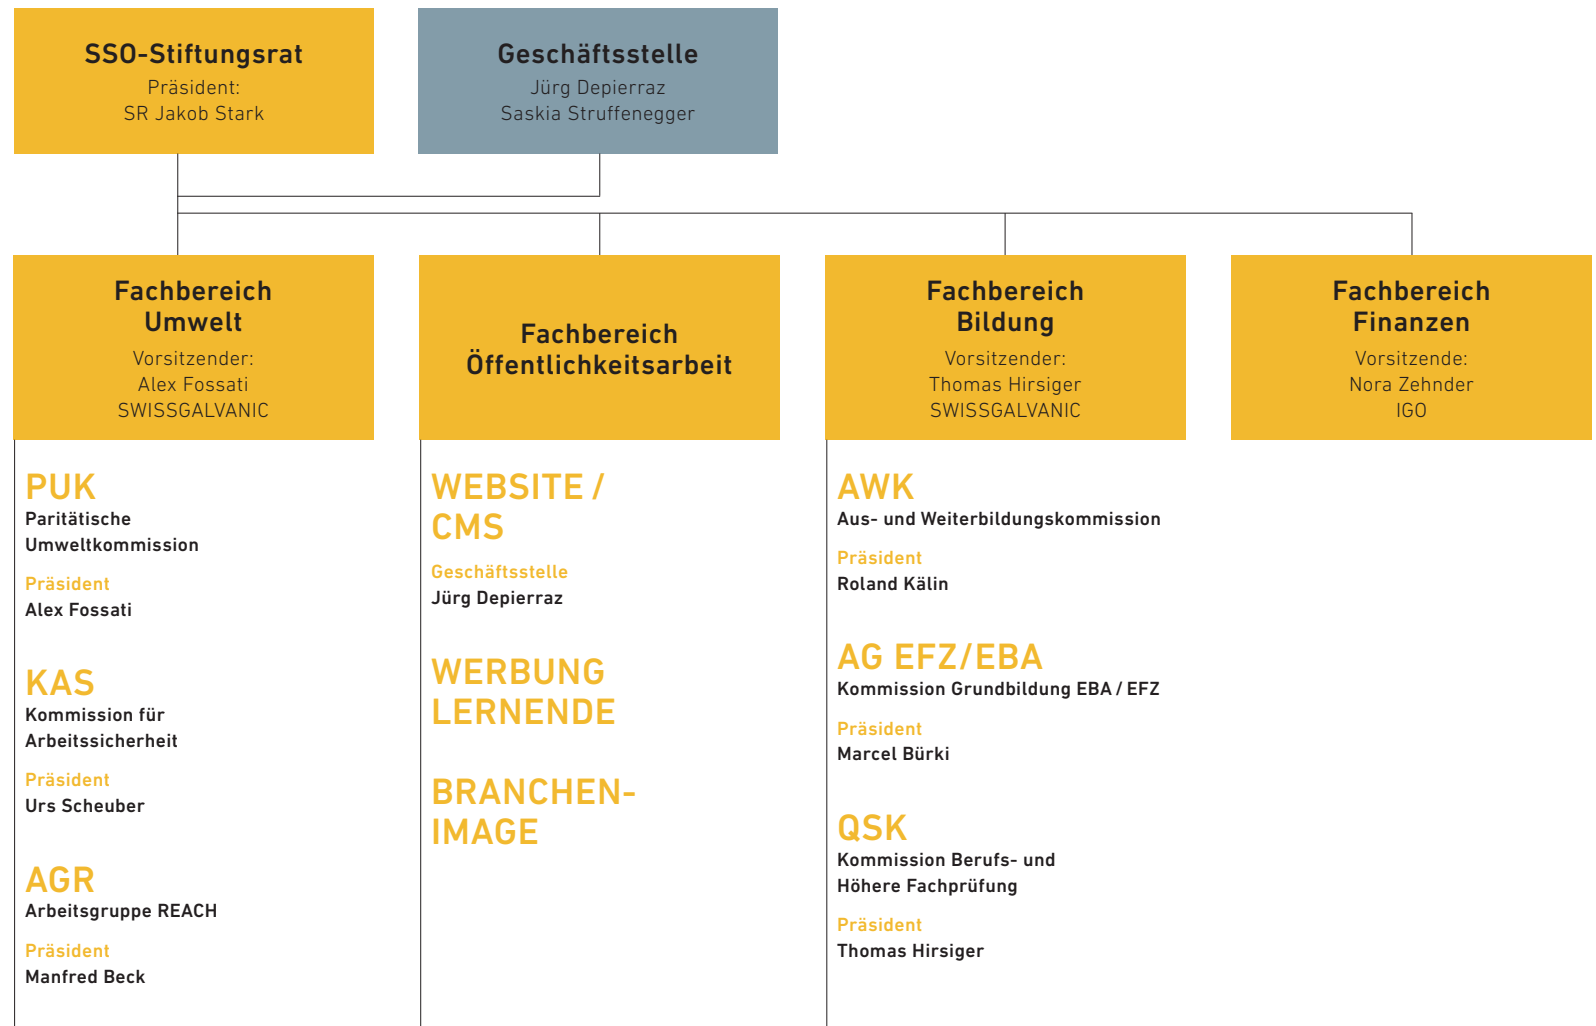 SSO-Stiftungsrat
Präsident:
SR Jakob Stark
Geschäftsstelle
Jürg Depierraz
Saskia Struffenegger
Fachbereich
Umwelt
Vorsitzender:
Alex Fossati
SWISSGALVANIC
Fachbereich
Öffentlichkeitsarbeit
Fachbereich
Bildung
Vorsitzender:
Thomas Hirsiger
SWISSGALVANIC
Fachbereich
Finanzen
Vorsitzende:
Nora Zehnder
IGO
PUK
Paritätische
Umweltkommission
Präsident
Alex Fossati
KAS
Kommission für
Arbeitssicherheit
Präsident
Urs Scheuber
AGR
Arbeitsgruppe REACH
Präsident
Manfred Beck
WEBSITE /
CMS
Geschäftsstelle
Jürg Depierraz
WERBUNG
LERNENDE
BRANCHEN-
IMAGE
AWK
Aus- und Weiterbildungskommission
Präsident
Roland Kälin
AG EFZ/EBA
Kommission Grundbildung EBA / EFZ
Präsident
Marcel Bürki
QSK
Kommission Berufs- und
Höhere Fachprüfung
Präsident
Thomas Hirsiger